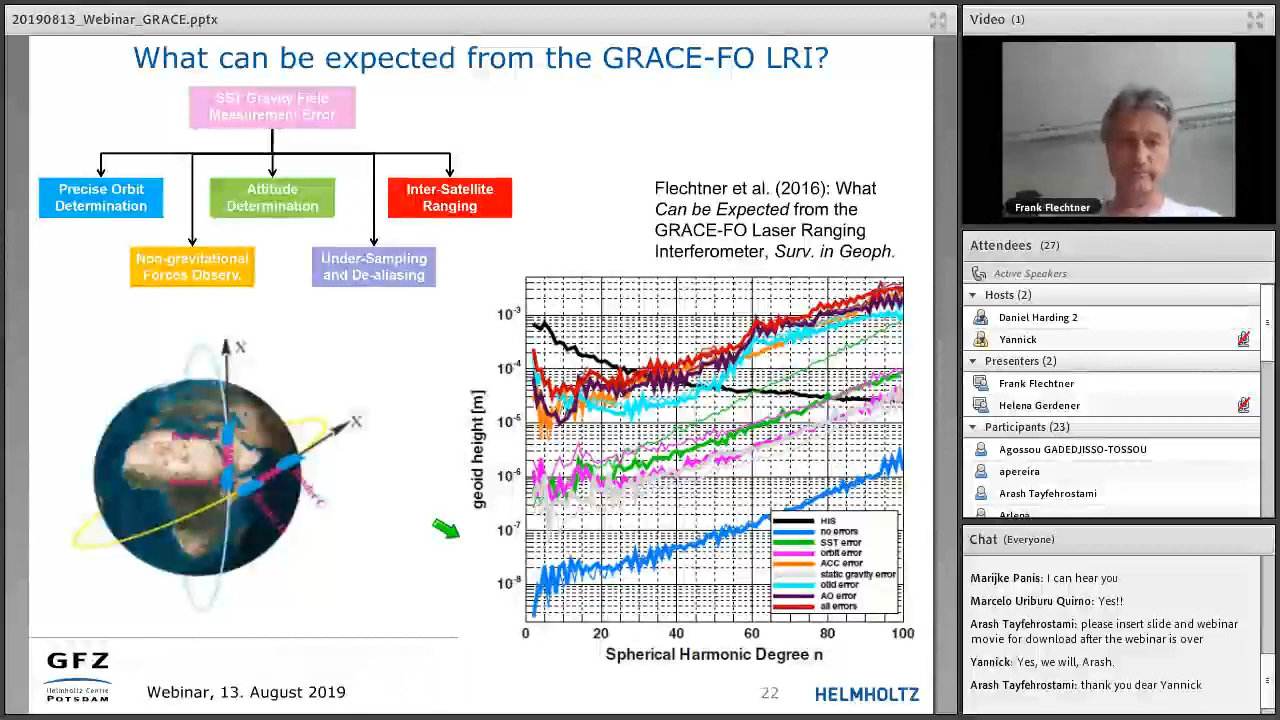 20190813_Webinar_GRACE.pptx
What can be expected from the GRACE-FO LRI?
SST Gravity Field
Measurement Error
Precise Orbit
Determination
Attitude
Determination
Inter-Satellite
Ranging
Non-gravitational
Forces Observ.
Under-Sampling
and De-aliasing
Flechtner et al. (2016): What
Can be Expected from the
GRACE-FO Laser Ranging
Interferometer, Surv. in Geoph.
X
X
geoid height [m]
10-3
10-4
10-5
10-6
10-7
10-8
HIS
no errors
SST error
orbit error
ACC error
static gravity error
otid error
AO error
all errors
0 20 40 60 80 100
Spherical Harmonic Degree n
GFZ
Helmholtz Centre
POTSDAM
Webinar, 13. August 2019
22
HELMHOLTZ
Video (1)
Frank Flechtner
Attendees (27)
Active Speakers
Hosts (2)
Daniel Harding 2
Yannick
Presenters (2)
Frank Flechtner
Helena Gerdener
Participants (23)
Agossou GADEDJISSO-TOSSOU
apereira
Arash Tayfehrostami
Arlena
Chat (Everyone)
Marijke Panis: I can hear you
Marcelo Uriburu Quirno: Yes!!
Arash Tayfehrostami: please insert slide and webinar
movie for download after the webinar is over
Yannick: Yes, we will, Arash.
Arash Tayfehrostami: thank you dear Yannick